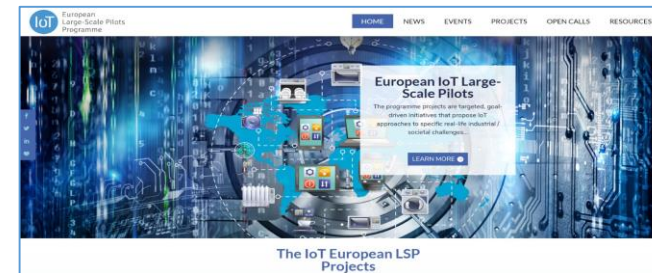 IoT
European
Large-Scale Pilots
Programme
HOME NEWS EVENTS PROJECTS OPEN CALLS RESOURCES
European IoT Large-
Scale Pilots
The programme projects are targeted, goal-
driven initiatives that propose IoT
approaches to specific real-life industrial /
societal challenges...
LEARN MORE
The IoT European LSP
Projects